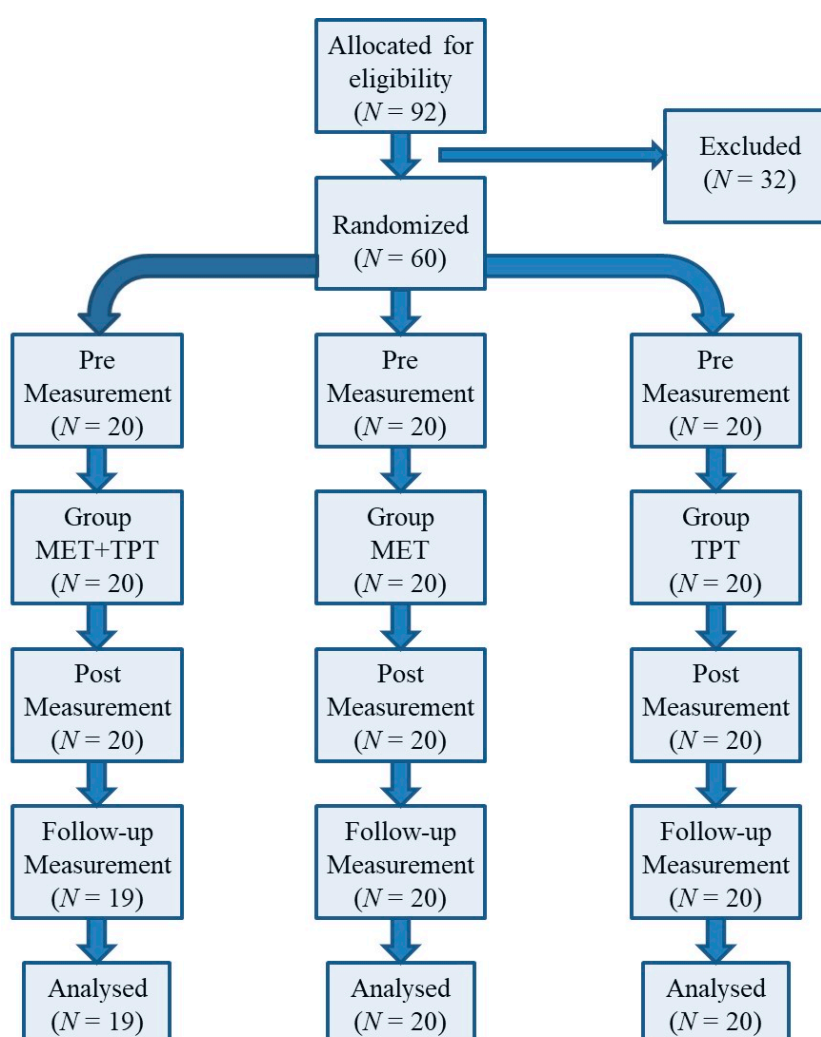 Allocated for
eligibility
(N = 92)
Excluded
(N = 32)
Randomized
(N = 60)
Pre
Measurement
(N = 20)
Pre
Measurement
(N = 20)
Pre
Measurement
(N = 20)
Group
MET+TPT
(N = 20)
Group
MET
(N = 20)
Group
TPT
(N = 20)
Post
Measurement
(N = 20)
Post
Measurement
(N = 20)
Post
Measurement
(N = 20)
Follow-up
Measurement
(N = 19)
Follow-up
Measurement
(N = 20)
Follow-up
Measurement
(N = 20)
Analysed
(N = 19)
Analysed
(N = 20)
Analysed
(N = 20)